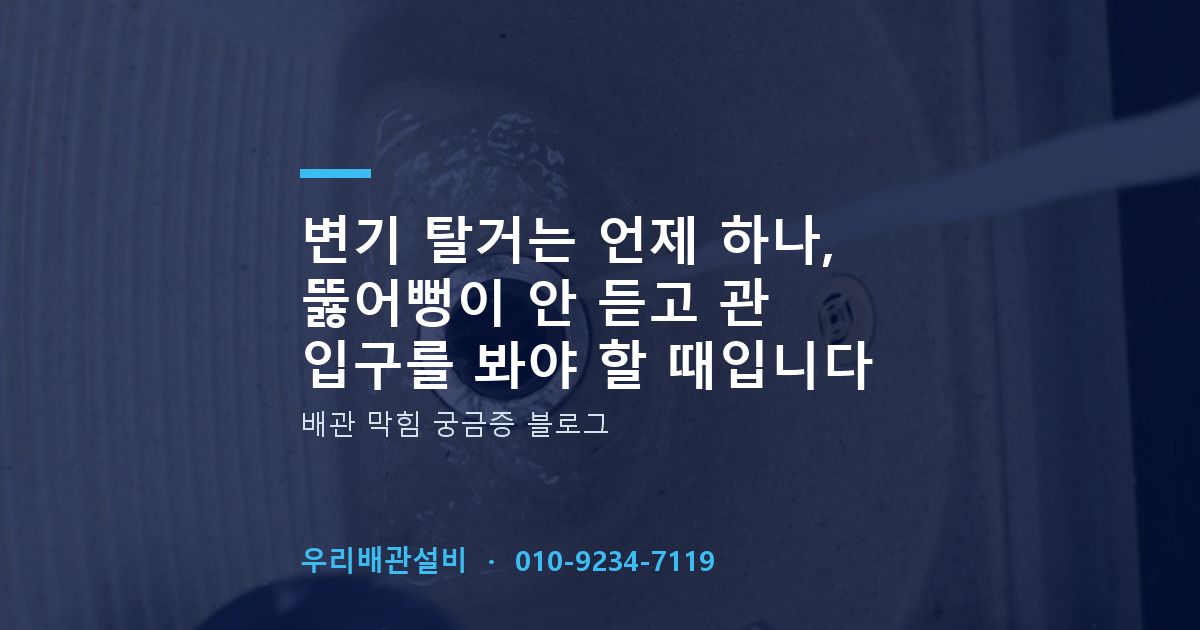 변기 탈거는 언제 하나,
뚫어뻥이 안 듣고 관
입구를 봐야 할 때입니다
배관 막힘 궁금증 블로그
우리배관설비 · 010-9234-7119